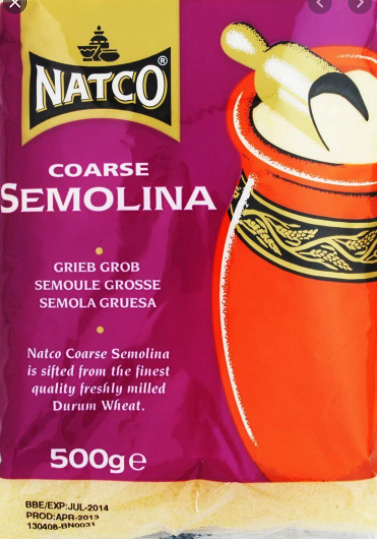 NATCO®
COARSE
SEMOLINA
GRIEB GROB
SEMOULE GROSSE
SEMOLA GRUESA
Natco Coarse Semolina
is sifted from the finest
quality freshly milled
Durum Wheat.
500g e
BBE/EXP:JUL-2014
PROD:APR-2013
130408-BN0031